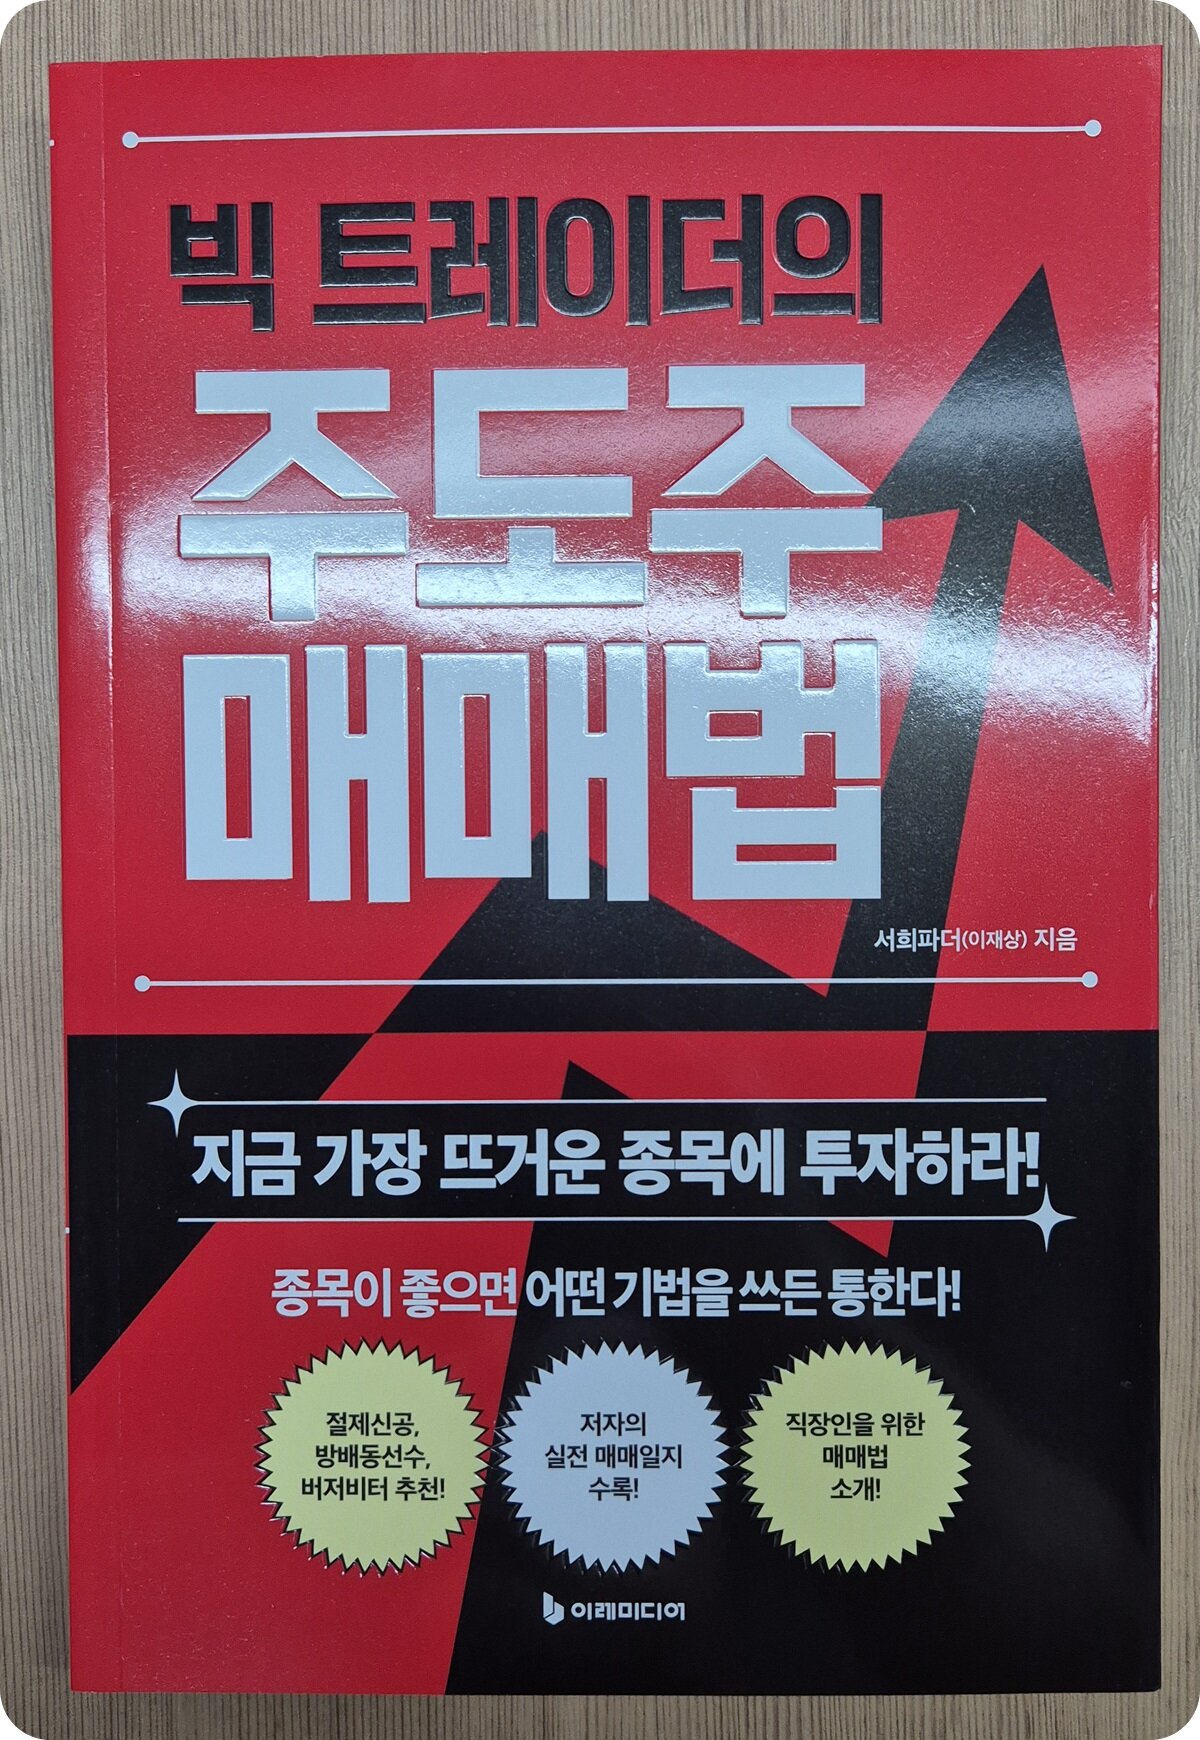 빅 트레이더의
주도주
매매법
서희파더(이재상) 지음
지금 가장 뜨거운 종목에 투자하라!
종목이 좋으면 어떤 기법을 쓰든 통한다!
절제신공,
방배동선수,
버저비터 추천!
저자의
실전 매매일지
수록!
직장인을 위한
매매법
소개!
이레미디어